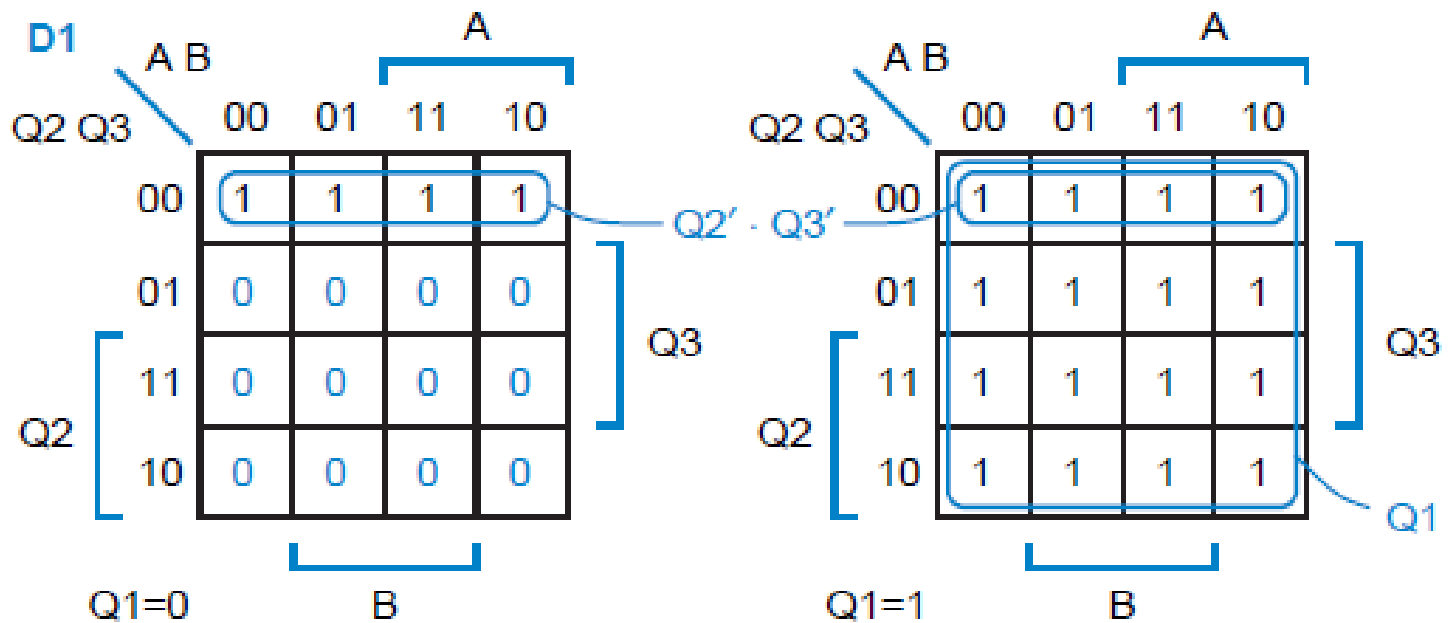 D1
A B
A
A B
A
Q2 Q3
00 01 11 10
Q2 Q3
00 01 11 10
00 1 1 1 1
Q2′ · Q3′
00 1 1 1 1
01 0 0 0 0
01 1 1 1 1
Q3
Q3
11 0 0 0 0
11 1 1 1 1
Q2
Q2
10 0 0 0 0
10 1 1 1 1
Q1
Q1=0
B
Q1=1
B